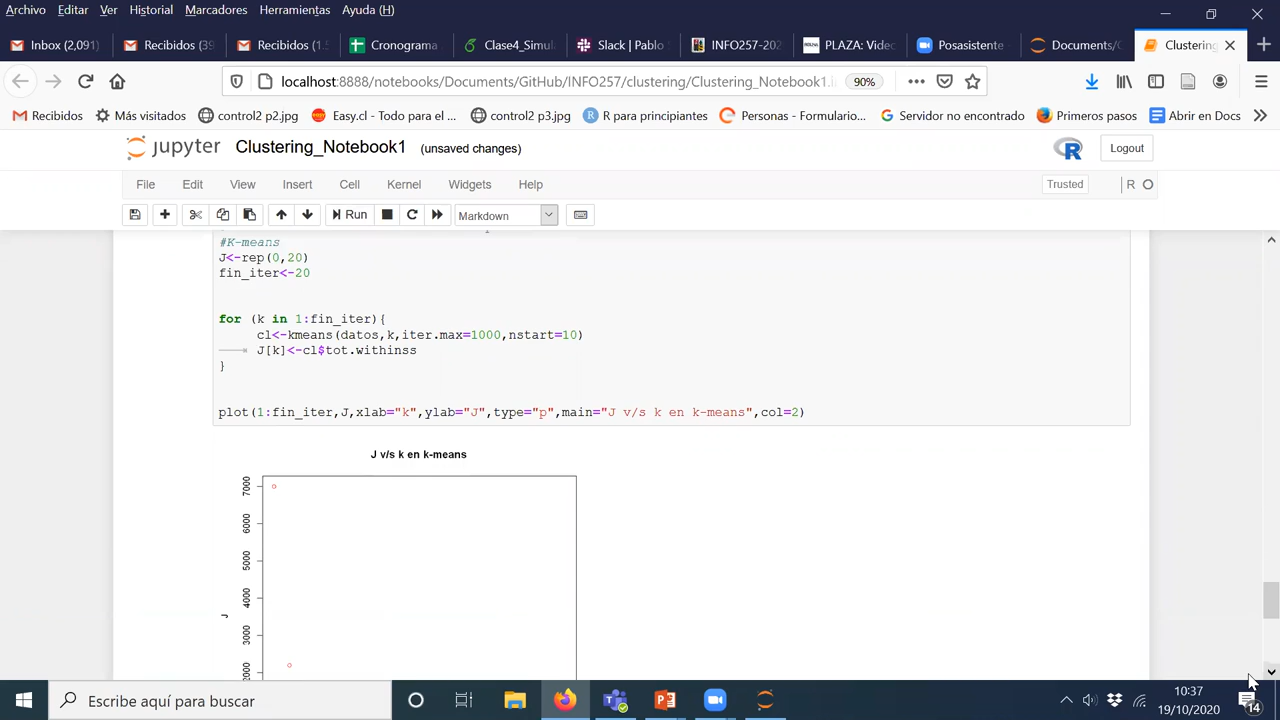 Archivo Editar Ver Historial Marcadores Herramientas Ayuda (H)
Inbox (2,091) Recibidos (39 Recibidos (1.5 Cronograma Clase4_Simu Slack | Pablo INFO257-202 PLAZA: Vide Posasistente Documents/C Clustering
localhost:8888/notebooks/Documents/GitHub/INFO257/clustering/Clustering_Notebook1.i 90%
Recibidos Más visitados control2 p2.jpg Easy.cl - Todo para el ... control2 p3.jpg R para principiantes Personas - Formulario... Servidor no encontrado Primeros pasos Abrir en Docs
jupyter Clustering_Notebook1 (unsaved changes) R Logout
File Edit View Insert Cell Kernel Widgets Help Trusted R
Run Markdown
#K-means
J<-rep(0,20)
fin_iter<-20
for (k in 1:fin_iter){
cl<-kmeans(datos,k,iter.max=1000,nstart=10)
J[k]<-cl$tot.withinss
}
plot(1:fin_iter,J,xlab="k",ylab="J",type="p",main="J v/s k en k-means",col=2)
J v/s k en k-means
7000
6000
5000
4000
J
3000
2000
Escribe aquí para buscar
10:37
19/10/2020
14